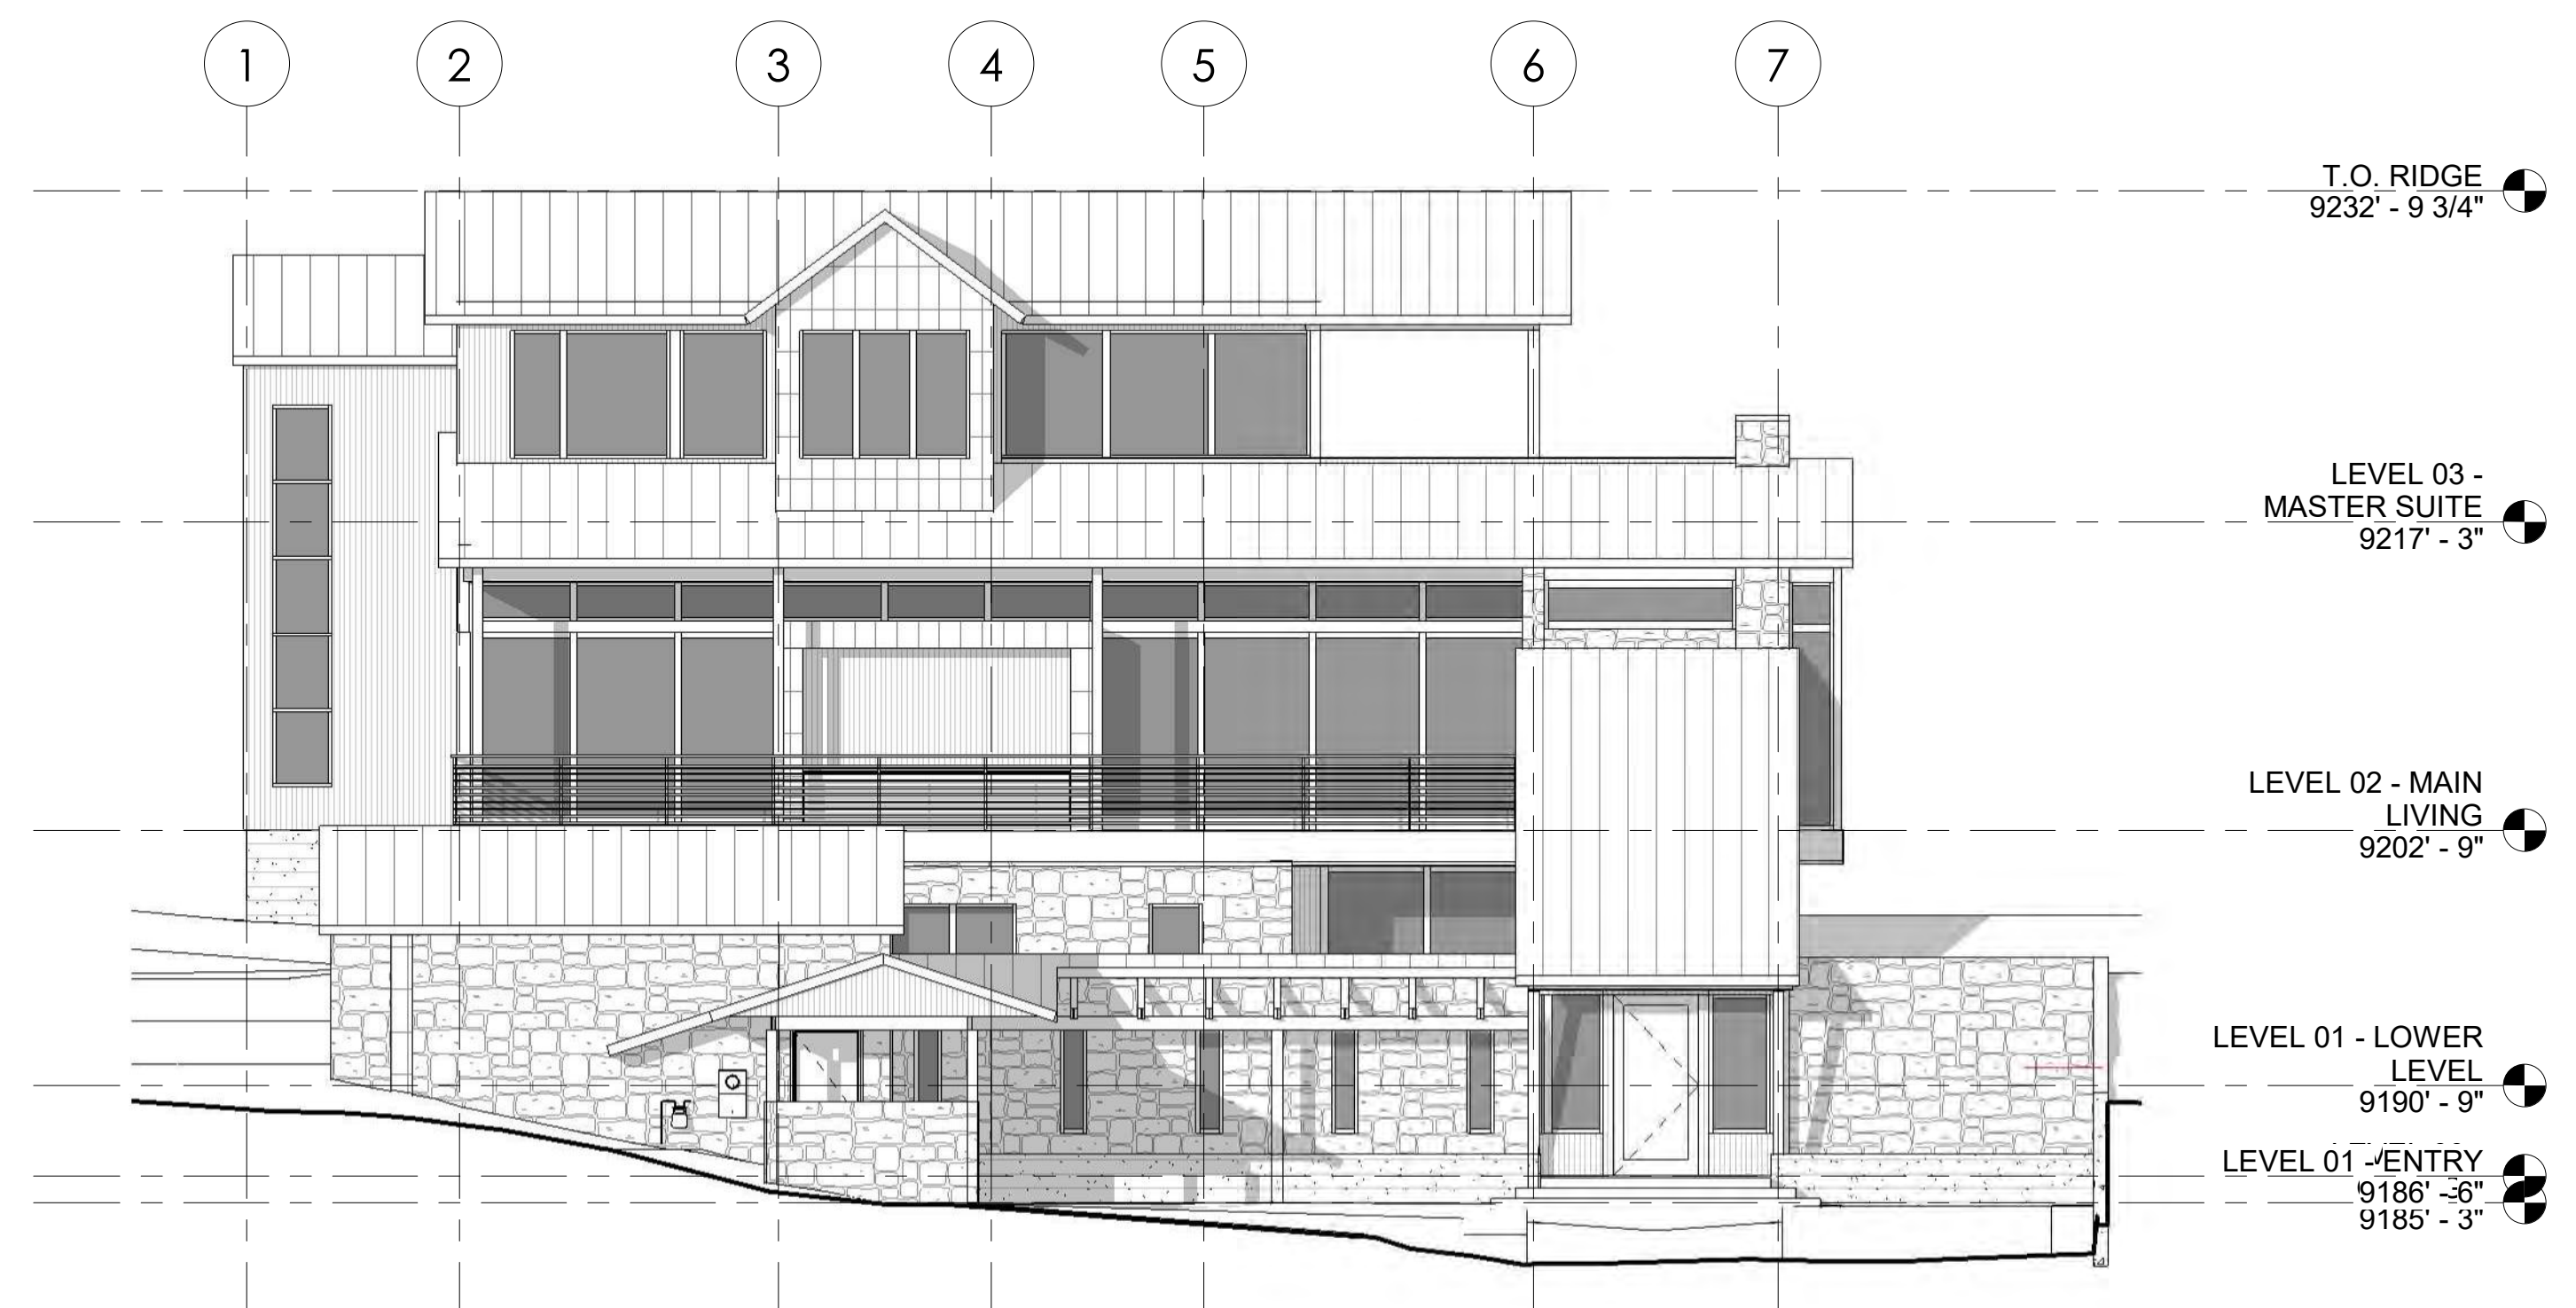 1 2 3 4 5 6 7
T.O. RIDGE
9232' - 9 3/4"
LEVEL 03 -
MASTER SUITE
9217' - 3"
LEVEL 02 - MAIN
LIVING
9202' - 9"
LEVEL 01 - LOWER
LEVEL
9190' - 9"
LEVEL 01 - ENTRY
9186' - 6"
9185' - 3"